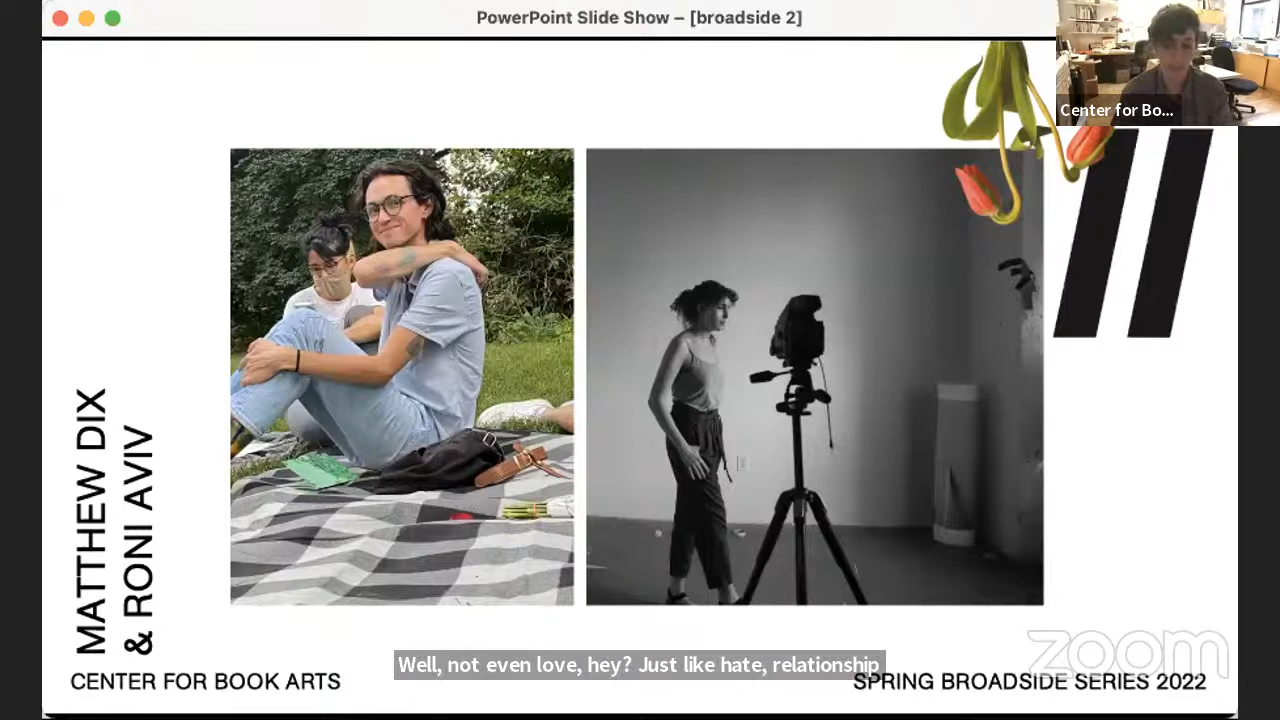 PowerPoint Slide Show – [broadside 2]
Center for Bo...
MATTHEW DIX
& RONI AVIV
Well, not even love, hey? Just like hate, relationship
zoom
CENTER FOR BOOK ARTS
SPRING BROADSIDE SERIES 2022